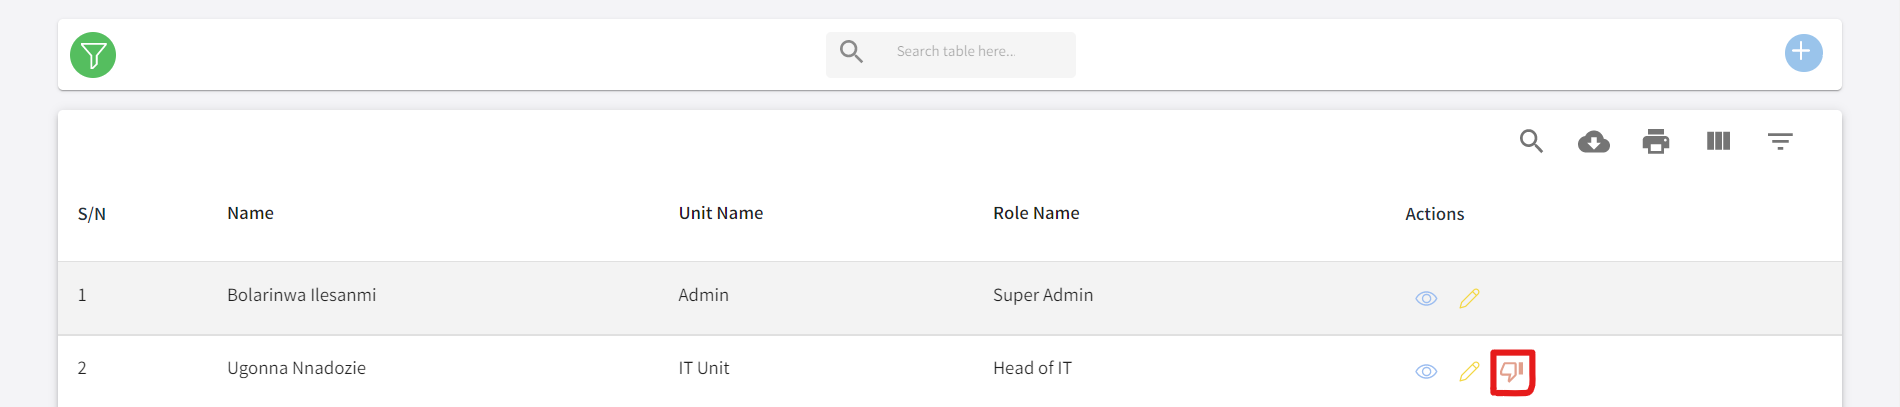 Search table here...
S/N Name Unit Name Role Name Actions
1 Bolarinwa Ilesanmi Admin Super Admin
2 Ugonna Nnadozie IT Unit Head of IT